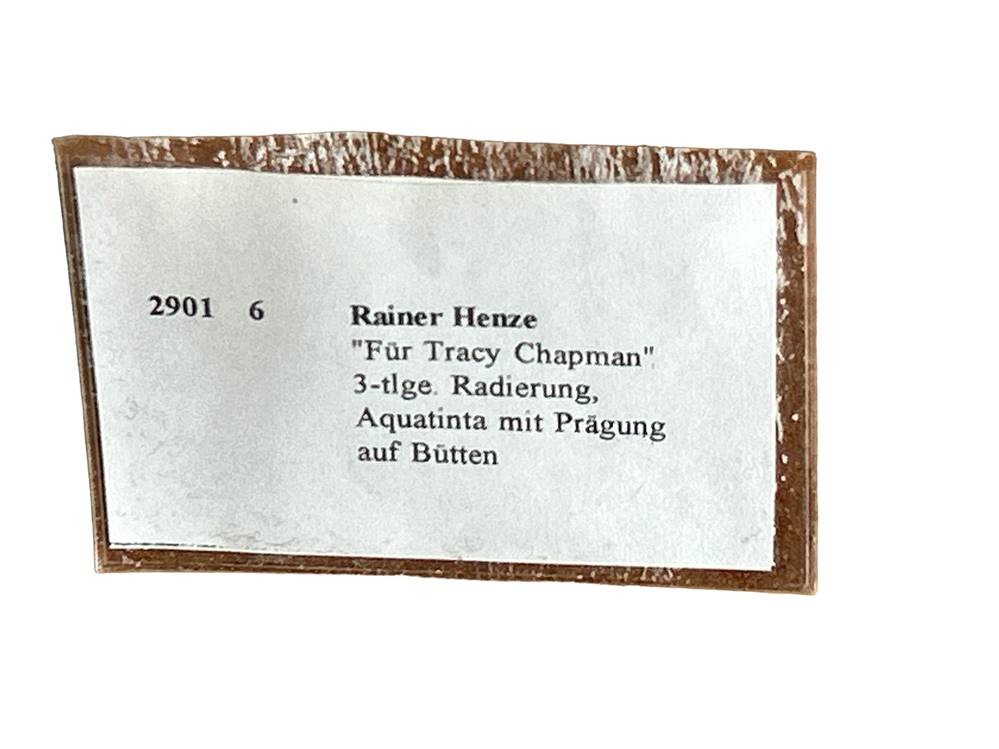 2901 6 Rainer Henze
"Für Tracy Chapman"
3-tlge. Radierung,
Aquatinta mit Prägung
auf Bütten